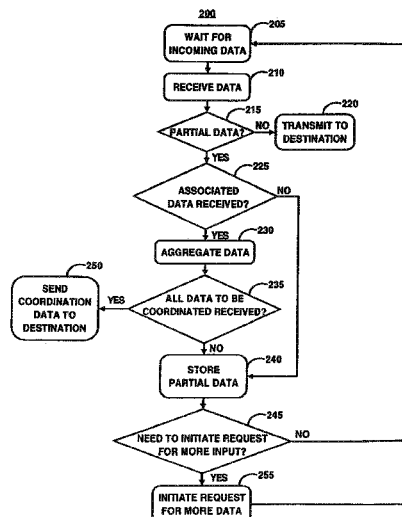 200
205
WAIT FOR
INCOMING DATA
210
RECEIVE DATA
215
PARTIAL DATA?
NO
220
TRANSMIT TO
DESTINATION
YES
225
ASSOCIATED
DATA RECEIVED?
NO
YES
230
AGGREGATE DATA
235
ALL DATA TO BE
COORDINATED RECEIVED?
YES
250
SEND
COORDINATION
DATA TO
DESTINATION
NO
240
STORE
PARTIAL DATA
245
NEED TO INITIATE REQUEST
FOR MORE INPUT?
NO
YES
255
INITIATE REQUEST
FOR MORE DATA